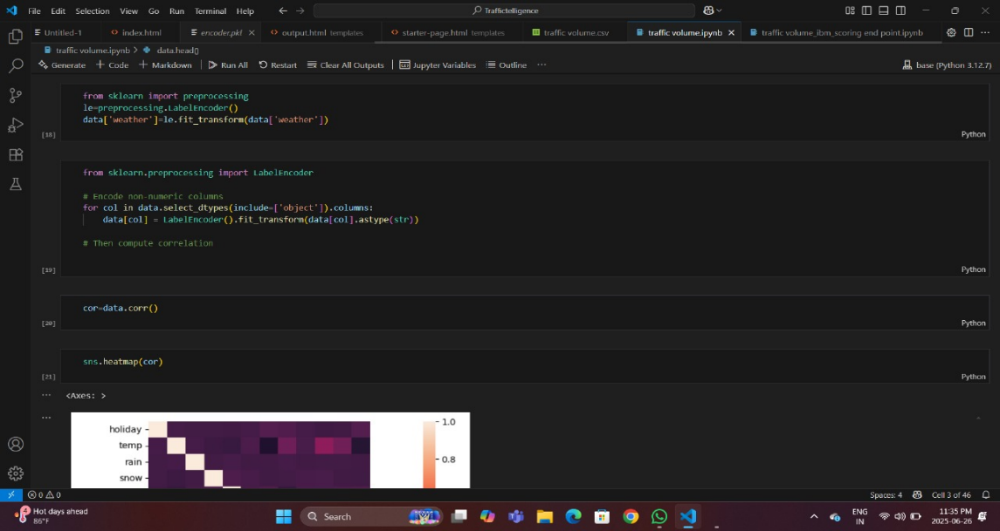 File Edit Selection View Go Run Terminal Help
Traffictelligence
Untitled-1 index.html encoder.pkl output.html templates starter-page.html templates traffic volume.csv traffic volume.ipynb traffic volume_ibm_scoring end point.ipynb
traffic volume.ipynb > data.head()
Generate + Code + Markdown Run All Restart Clear All Outputs Jupyter Variables Outline ... base (Python 3.12.7)
from sklearn import preprocessing
le=preprocessing.LabelEncoder()
data['weather']=le.fit_transform(data['weather'])
[18]
Python
from sklearn.preprocessing import LabelEncoder
# Encode non-numeric columns
for col in data.select_dtypes(include=['object']).columns:
data[col] = LabelEncoder().fit_transform(data[col].astype(str))
# Then compute correlation
[19]
Python
cor=data.corr()
[20]
Python
sns.heatmap(cor)
[21]
Python
<Axes: >
holiday
temp
rain
snow
1.0
0.8
0 0
Spaces: 4 Cell 3 of 46
4
Hot days ahead
86°F
Search
ENG
IN
11:35 PM
2025-06-26